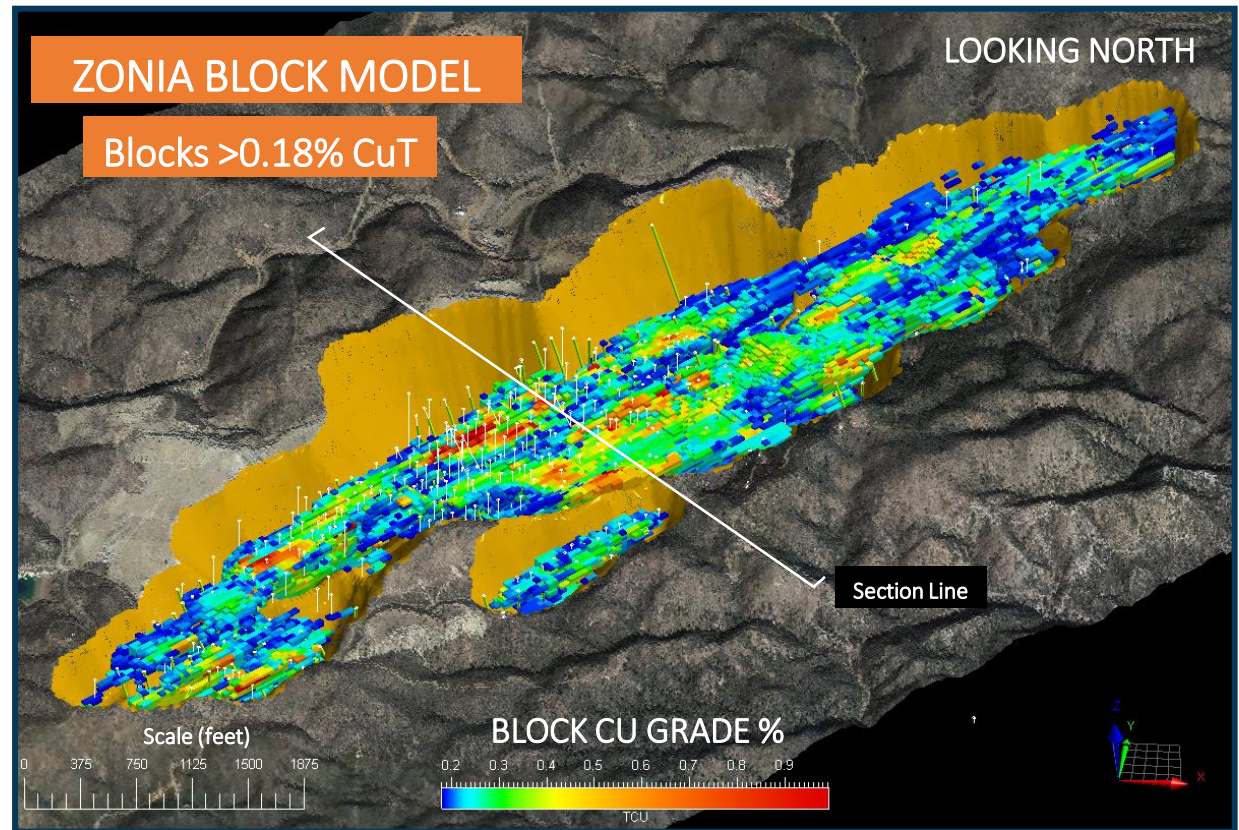 ZONIA BLOCK MODEL
LOOKING NORTH
Blocks >0.18% CuT
Section Line
Scale (feet)
0 375 750 1125 1500 1875
BLOCK CU GRADE %
0.2 0.3 0.4 0.5 0.6 0.7 0.8 0.9
TCU
Z
Y
X